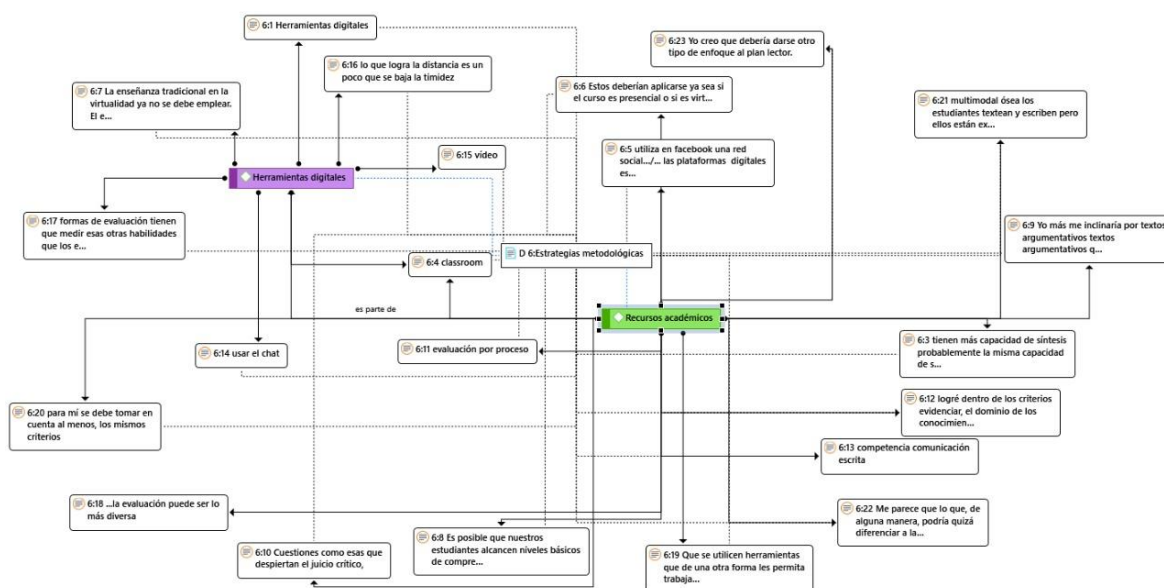 6:1 Herramientas digitales
6:23 Yo creo que debería darse otro
tipo de enfoque al plan lector.
6:16 lo que logra la distancia es un
poco que se baja la timidez
6:7 La enseñanza tradicional en la
virtualidad ya no se debe emplear.
El e...
6:6 Estos deberían aplicarse ya sea si
el curso es presencial o si es virt...
6:21 multimodal ósea los
estudiantes textean y escriben pero
ellos están ex...
6:15 video
6:5 utiliza en facebook una red
social.../... las plataformas digitales
es...
Herramientas digitales
6:17 formas de evaluación tienen
que medir esas otras habilidades
que los e...
6:9 Yo más me inclinaría por textos
argumentativos textos
argumentativos q...
D 6:Estrategias metodológicas
6:4 classroom
es parte de
Recursos académicos
6:14 usar el chat
6:11 evaluación por proceso
6:3 tienen más capacidad de síntesis
probablemente la misma capacidad
de s...
6:20 para mí se debe tomar en
cuenta al menos, los mismos
criterios
6:12 logré dentro de los criterios
evidenciar, el dominio de los
conocimien...
6:13 competencia comunicación
escrita
6:18 ...la evaluación puede ser lo
más diversa
6:8 Es posible que nuestros
estudiantes alcancen niveles básicos
de compre...
6:22 Me parece que lo que, de
alguna manera, podría quizá
diferenciar a la...
6:10 Cuestiones como esas que
despiertan el juicio crítico,
6:19 Que se utilicen herramientas
que de una otra forma les permita
trabaja...